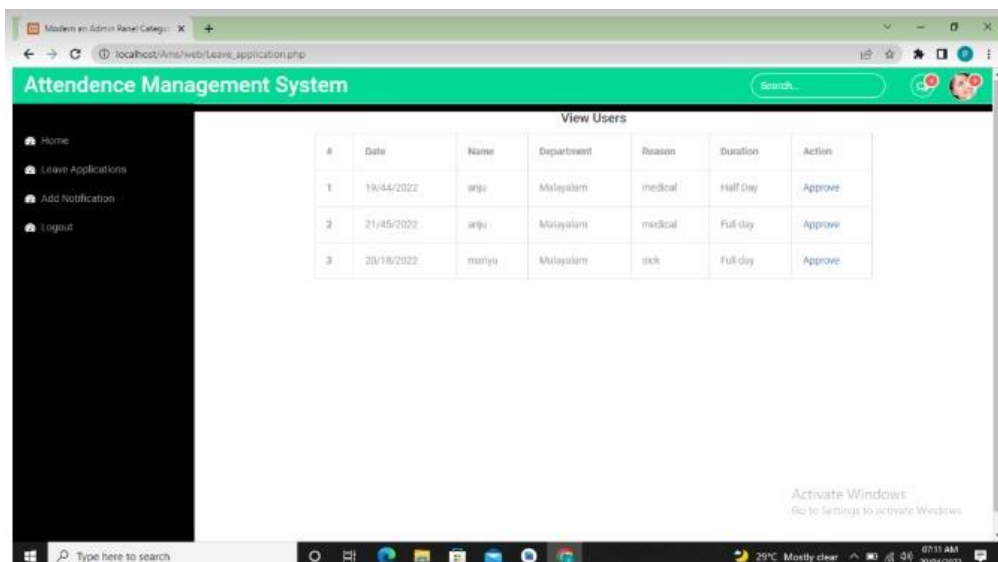 Modern an Admin Panel Categor
localhost/Ams/web/Leave_application.php
Attendence Management System
Search...
View Users
Home
Leave Applications
Add Notification
Logout
# Date Name Department Reason Duration Action
1 19/44/2022 anju Malayalam medical Half Day Approve
2 21/45/2022 anju Malayalam medical Full day Approve
3 20/18/2022 mariya Malayalam sick Full day Approve
Activate Windows
Go to Settings to activate Windows.
Type here to search
29°C Mostly clear
07:11 AM